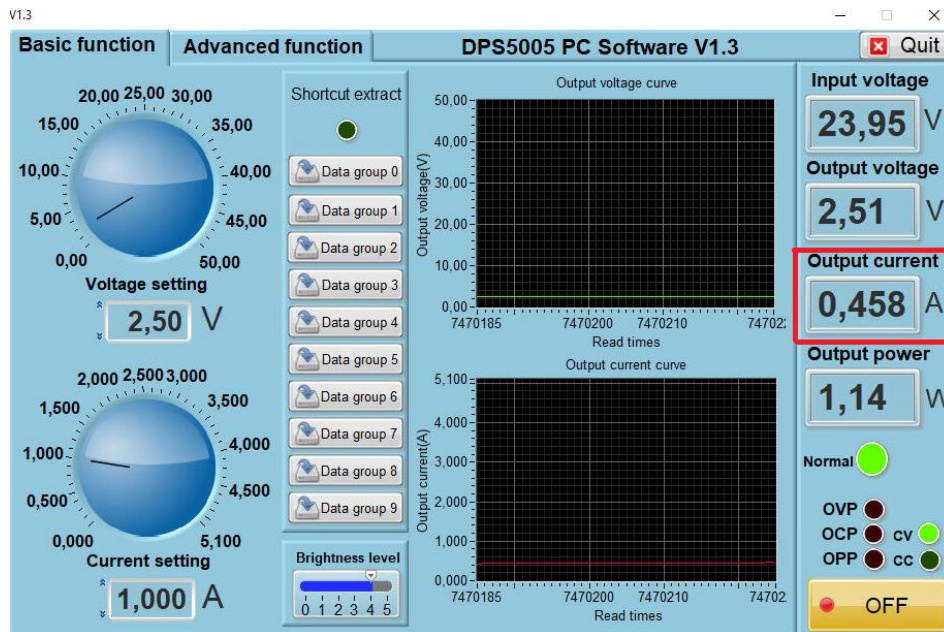 V1.3
Basic function
Advanced function
DPS5005 PC Software V1.3
Quit
20,00 25,00 30,00
15,00
35,00
10,00
40,00
5,00
45,00
0,00
50,00
Voltage setting
2,50 V
2,000 2,500 3,000
1,500
3,500
1,000
4,000
0,500
4,500
0,000
5,100
Current setting
1,000 A
Shortcut extract
Data group 0
Data group 1
Data group 2
Data group 3
Data group 4
Data group 5
Data group 6
Data group 7
Data group 8
Data group 9
Brightness level
0 1 2 3 4 5
Output voltage curve
Output voltage(V)
50,00
40,00
30,00
20,00
10,00
0,00
7470185 7470200 7470210 74702
Read times
Output current curve
Output current(A)
5,100
4,000
3,000
2,000
1,000
0,000
7470185 7470200 7470210 74702
Read times
Input voltage
23,95 V
Output voltage
2,51 V
Output current
0,458 A
Output power
1,14 W
Normal
OVP
OCP CV
OPP CC
OFF